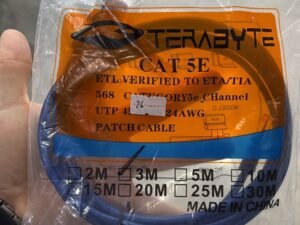 TERABYTE
CAT 5E
ETL VERIFIED TO ETA/TIA
568 CATEGORY5e Channel
UTP 24AWG
PATCH CABLE
24
2M 3M 5M 10M
15M 20M 25M 30M
MADE IN CHINA